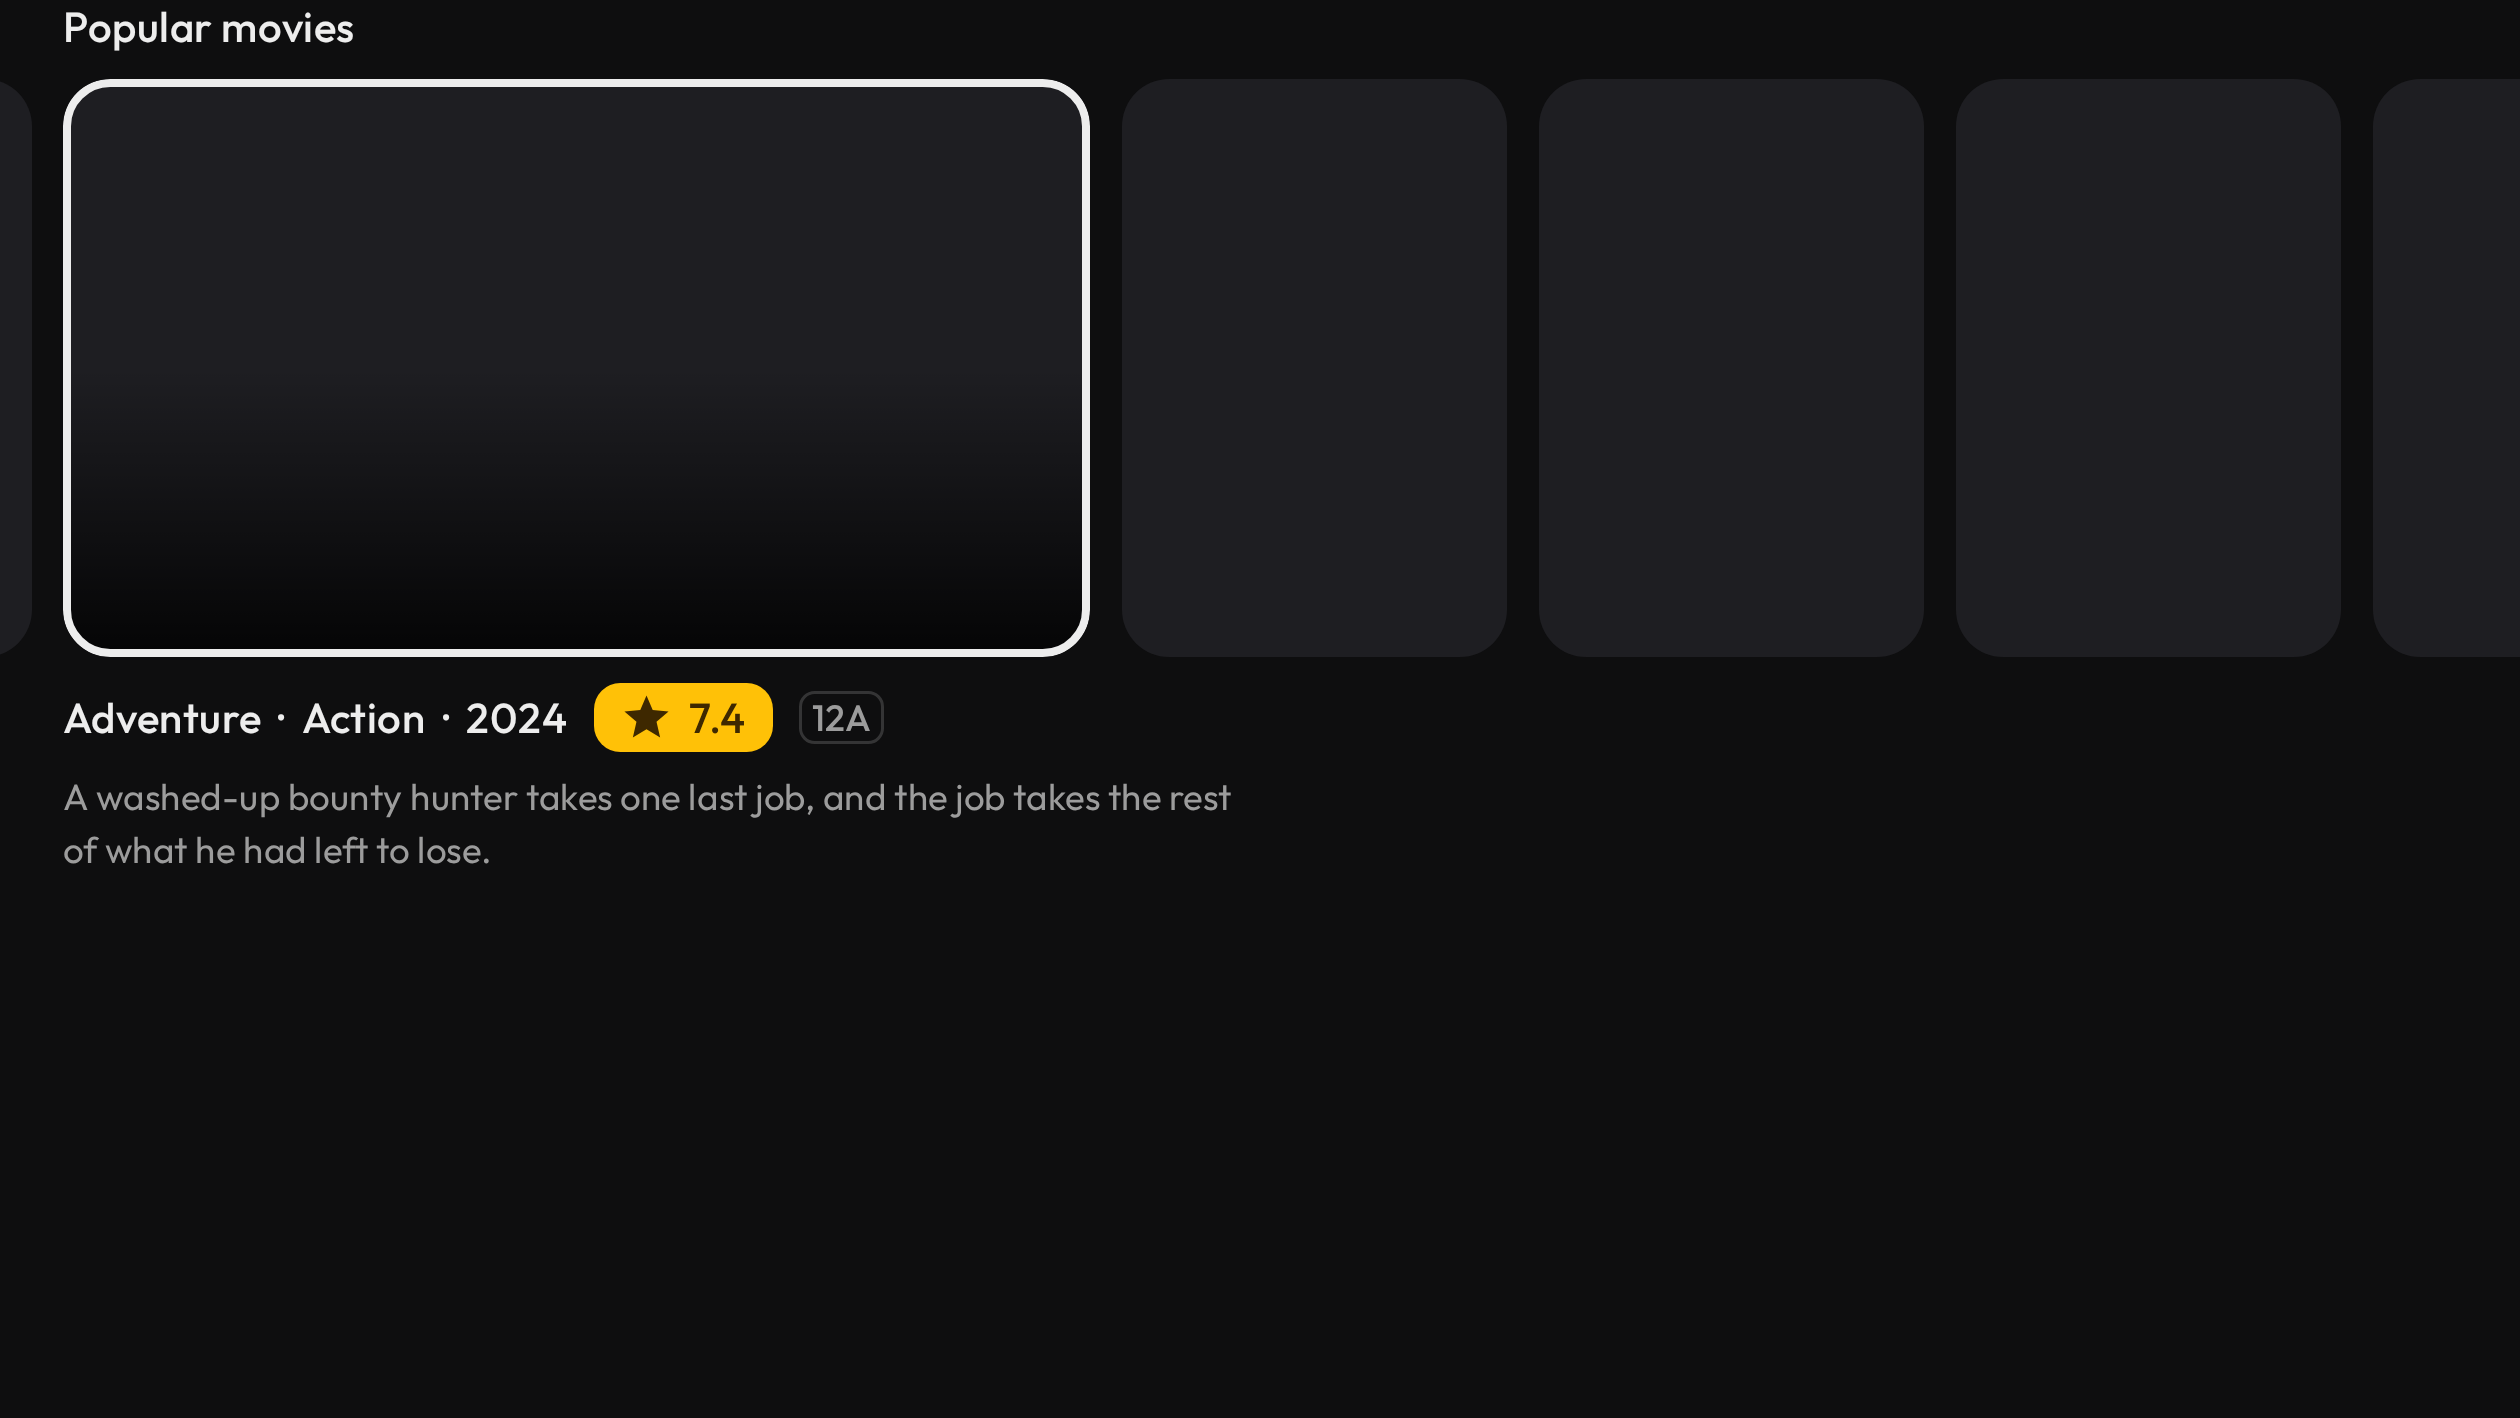 Popular movies
Adventure · Action · 2024 7.4 12A
A washed-up bounty hunter takes one last job, and the job takes the rest
of what he had left to lose.